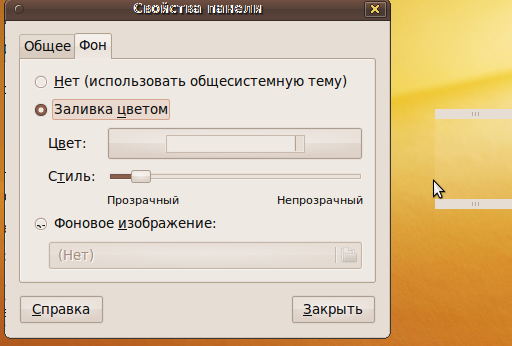 Свойства панели
Общее Фон
Нет (использовать общесистемную тему)
Заливка цветом
Цвет:
Стиль:
Прозрачный Непрозрачный
Фоновое изображение:
(Нет)
Справка Закрыть